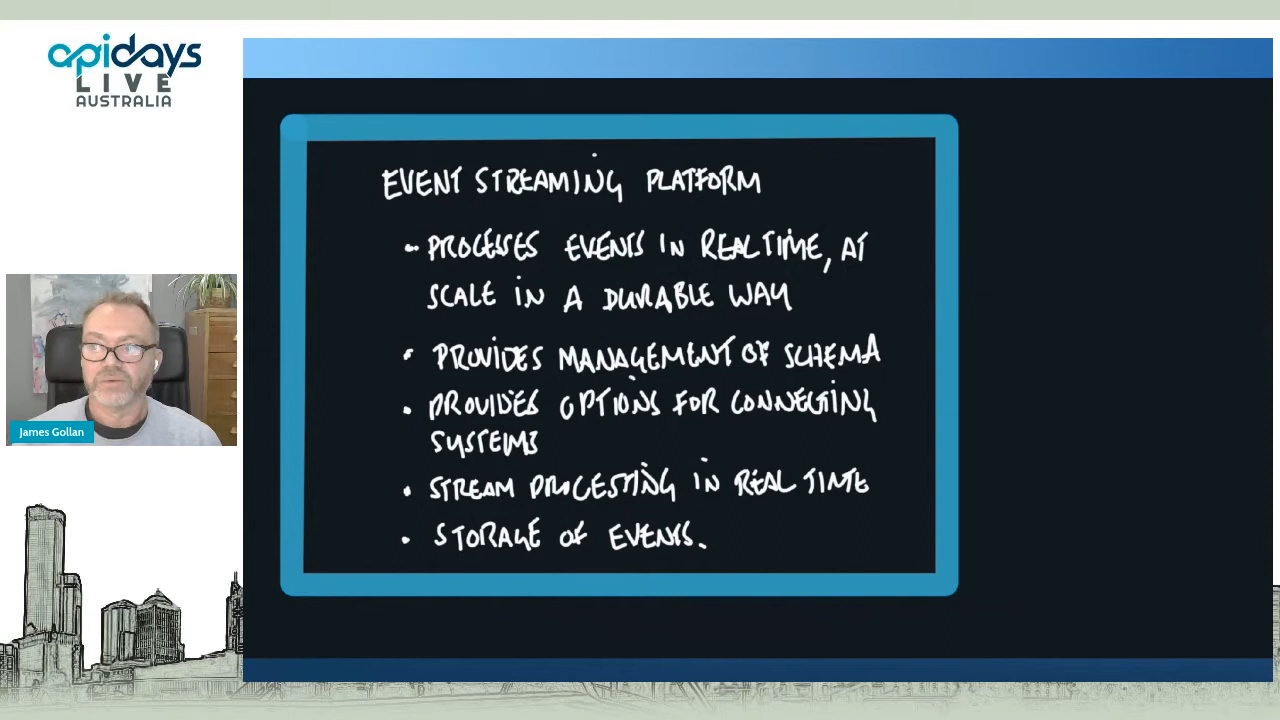 apidays
LIVE
AUSTRALIA
EVENT STREAMING PLATFORM
- PROCESSES EVENTS IN REALTIME, AT
SCALE IN A DURABLE WAY
• PROVIDES MANAGEMENT OF SCHEMA
• PROVIDES OPTIONS FOR CONNECTING
SYSTEMS
• STREAM PROCESSING IN REAL TIME
• STORAGE OF EVENTS.
James Gollan